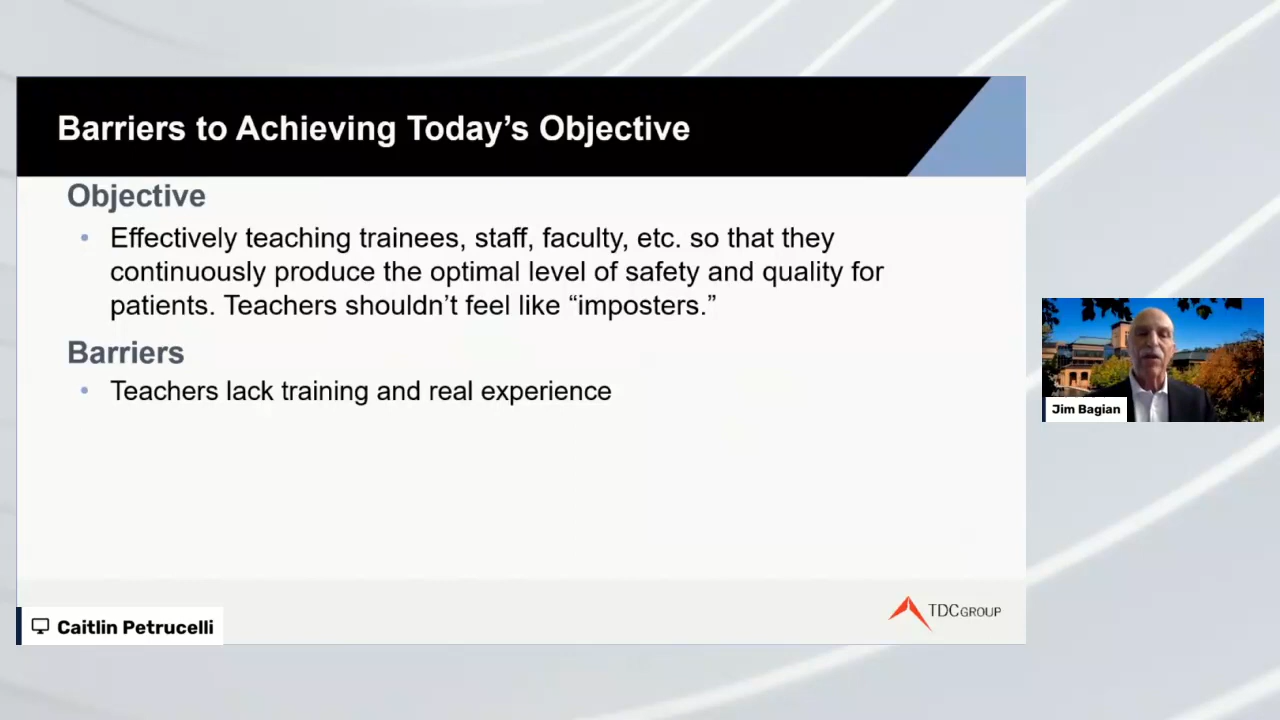 Barriers to Achieving Today’s Objective
Objective
• Effectively teaching trainees, staff, faculty, etc. so that they
continuously produce the optimal level of safety and quality for
patients. Teachers shouldn’t feel like “imposters.”
Barriers
• Teachers lack training and real experience
Jim Bagian
TDCGROUP
Caitlin Petrucelli